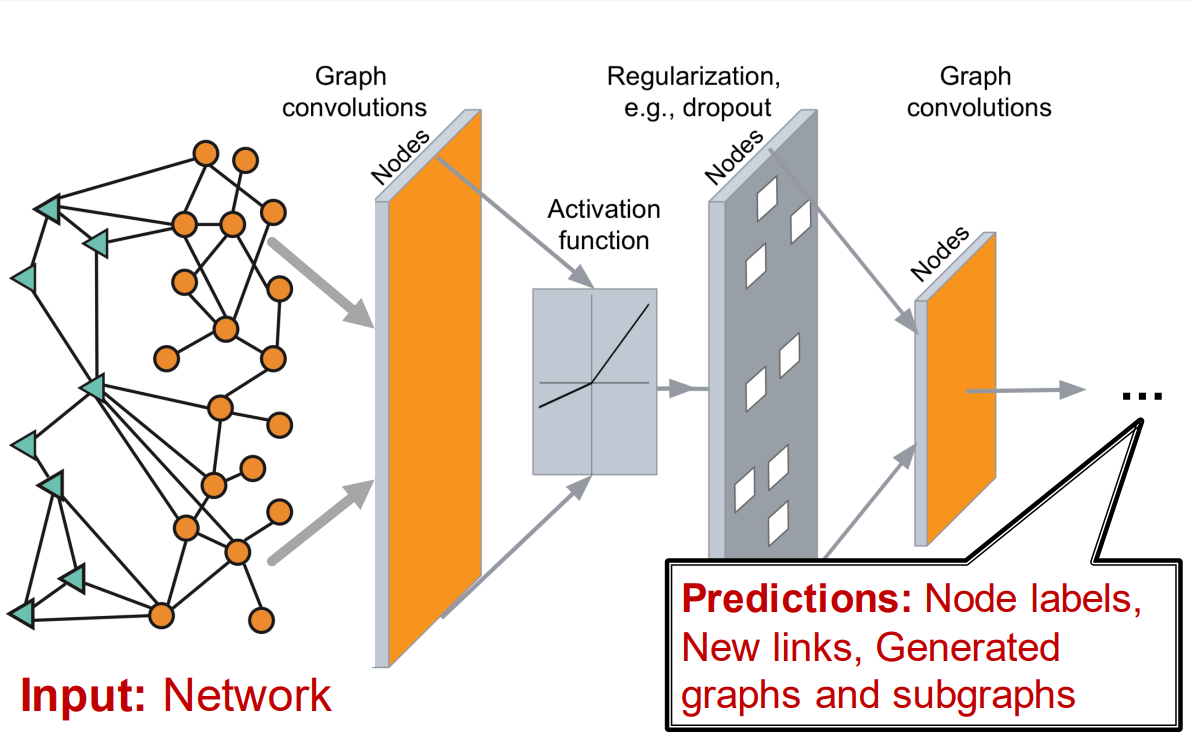 Graph
convolutions
Regularization,
e.g., dropout
Graph
convolutions
Nodes
Nodes
Activation
function
Nodes
...
Predictions: Node labels,
New links, Generated
graphs and subgraphs
Input: Network